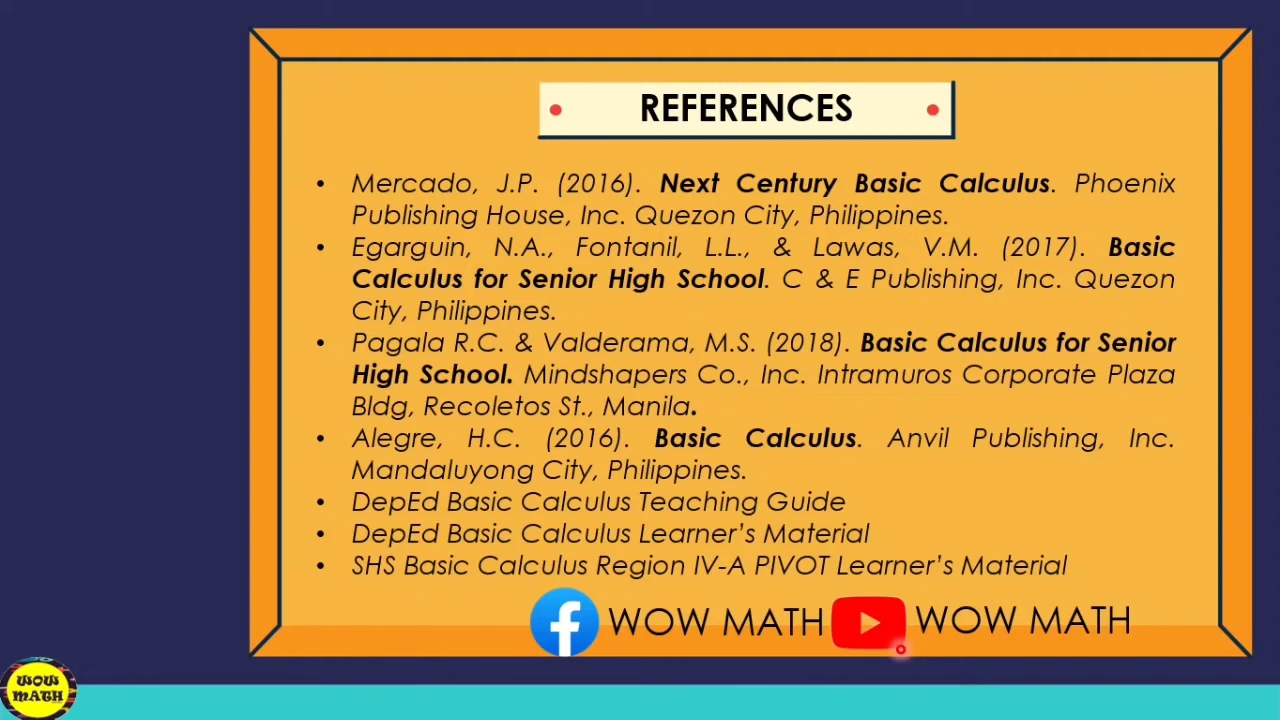 REFERENCES
• Mercado, J.P. (2016). Next Century Basic Calculus. Phoenix
Publishing House, Inc. Quezon City, Philippines.
• Egarguin, N.A., Fontanil, L.L., & Lawas, V.M. (2017). Basic
Calculus for Senior High School. C & E Publishing, Inc. Quezon
City, Philippines.
• Pagala R.C. & Valderama, M.S. (2018). Basic Calculus for Senior
High School. Mindshapers Co., Inc. Intramuros Corporate Plaza
Bldg, Recoletos St., Manila.
• Alegre, H.C. (2016). Basic Calculus. Anvil Publishing, Inc.
Mandaluyong City, Philippines.
• DepEd Basic Calculus Teaching Guide
• DepEd Basic Calculus Learner’s Material
• SHS Basic Calculus Region IV-A PIVOT Learner’s Material
WOW MATH WOW MATH
WOW
MATH